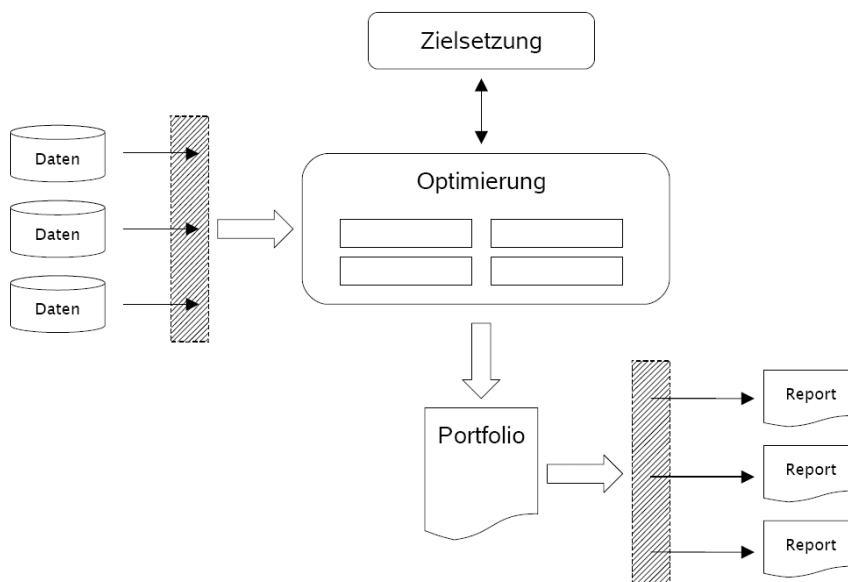 Zielsetzung
Daten
Optimierung
Daten
Daten
Portfolio
Report
Report
Report